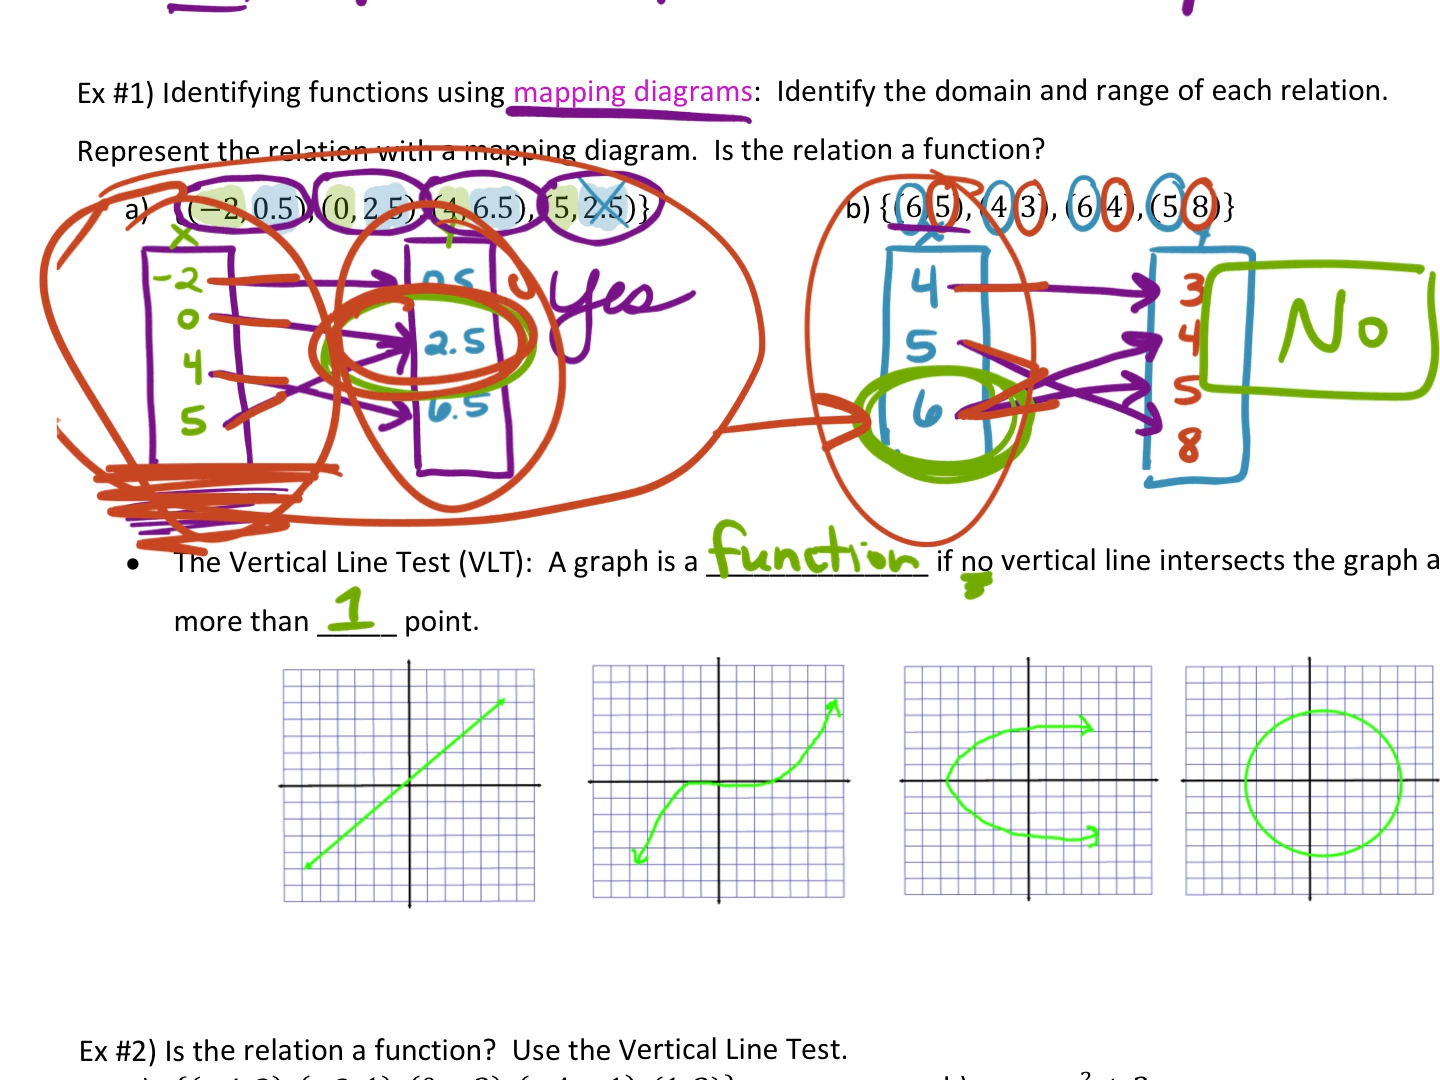 Ex #1) Identifying functions using mapping diagrams: Identify the domain and range of each relation.
Represent the relation with a mapping diagram. Is the relation a function?
a) {(−2, 0.5), (0, 2.5), (4, 6.5), (5, 2.5)}
b) {(6, 5), (4, 3), (6, 4), (5, 8)}
x
y
-2
0
4
5
0.5
2.5
6.5
Yes
x
y
4
5
6
3
4
5
8
No
• The Vertical Line Test (VLT): A graph is a function if no vertical line intersects the graph a
more than 1 point.
Ex #2) Is the relation a function? Use the Vertical Line Test.